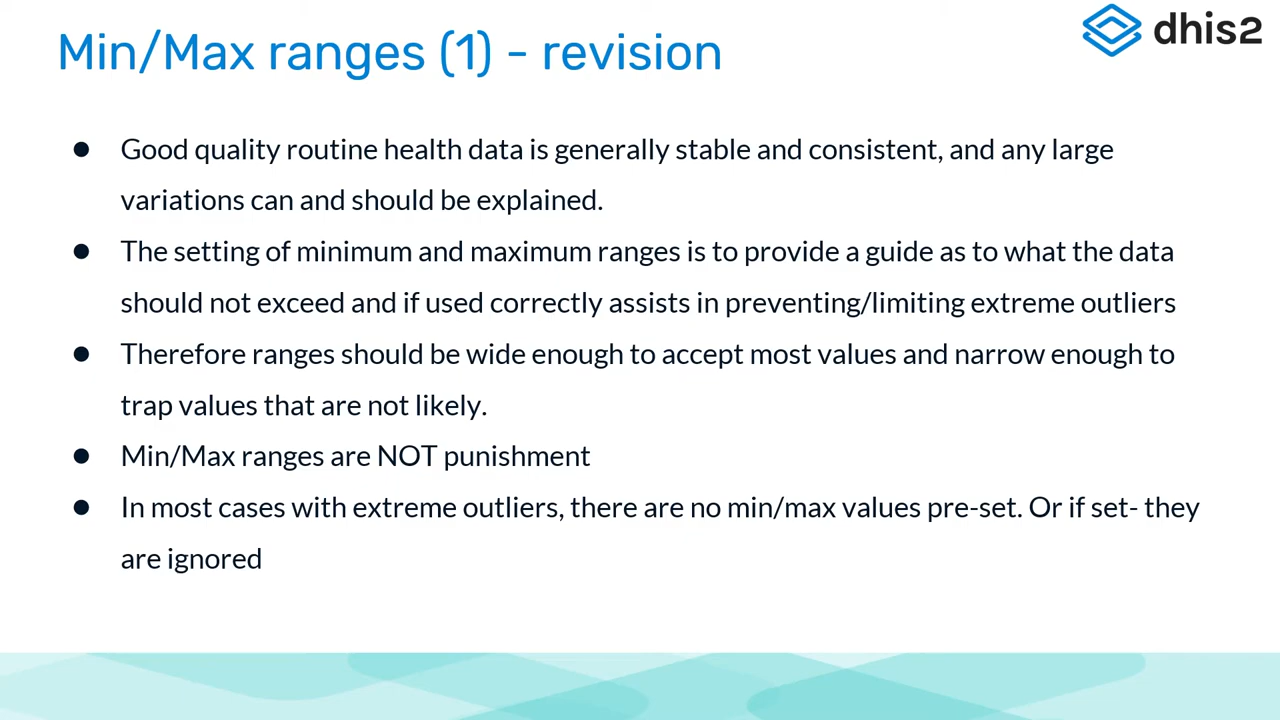 Min/Max ranges (1) - revision
dhis2
● Good quality routine health data is generally stable and consistent, and any large
variations can and should be explained.
● The setting of minimum and maximum ranges is to provide a guide as to what the data
should not exceed and if used correctly assists in preventing/limiting extreme outliers
● Therefore ranges should be wide enough to accept most values and narrow enough to
trap values that are not likely.
● Min/Max ranges are NOT punishment
● In most cases with extreme outliers, there are no min/max values pre-set. Or if set- they
are ignored